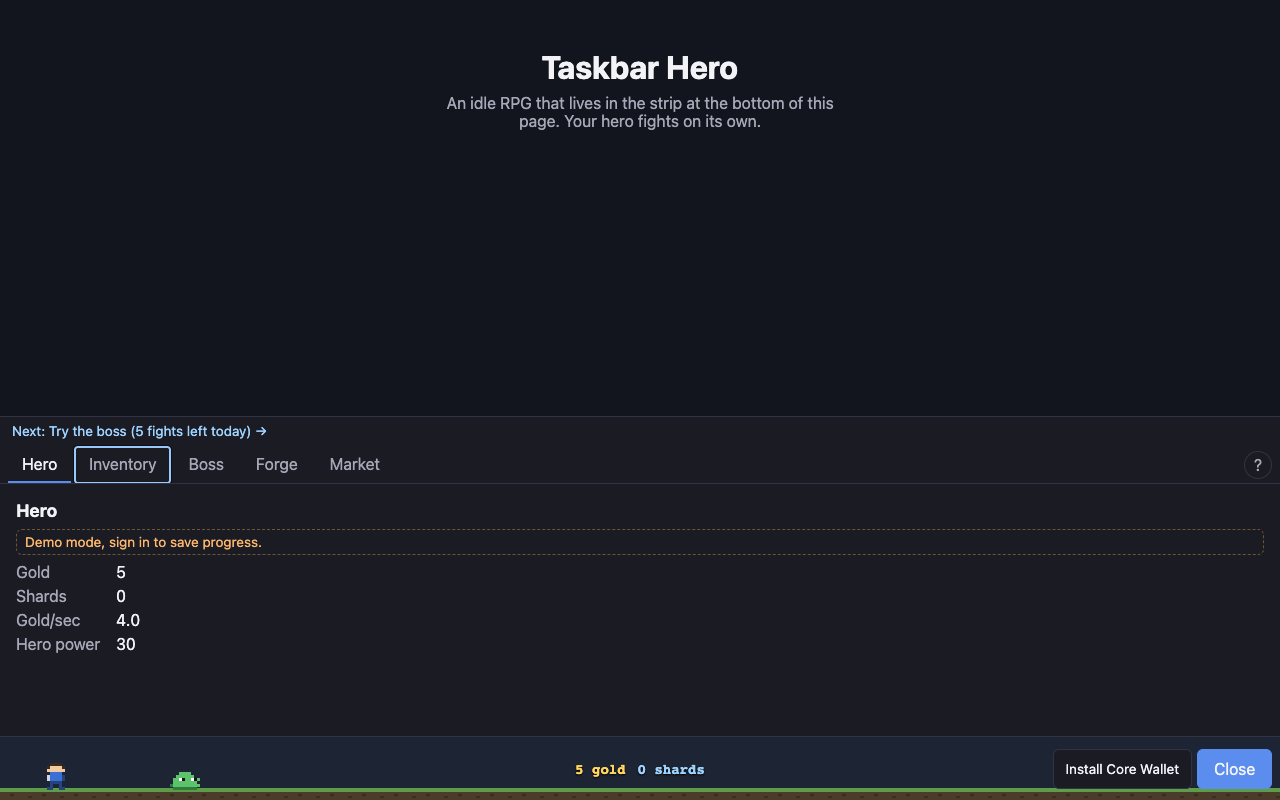 Taskbar Hero
An idle RPG that lives in the strip at the bottom of this
page. Your hero fights on its own.
Next: Try the boss (5 fights left today) →
Hero Inventory Boss Forge Market ?
Hero
Demo mode, sign in to save progress.
Gold 5
Shards 0
Gold/sec 4.0
Hero power 30
5 gold 0 shards Install Core Wallet Close